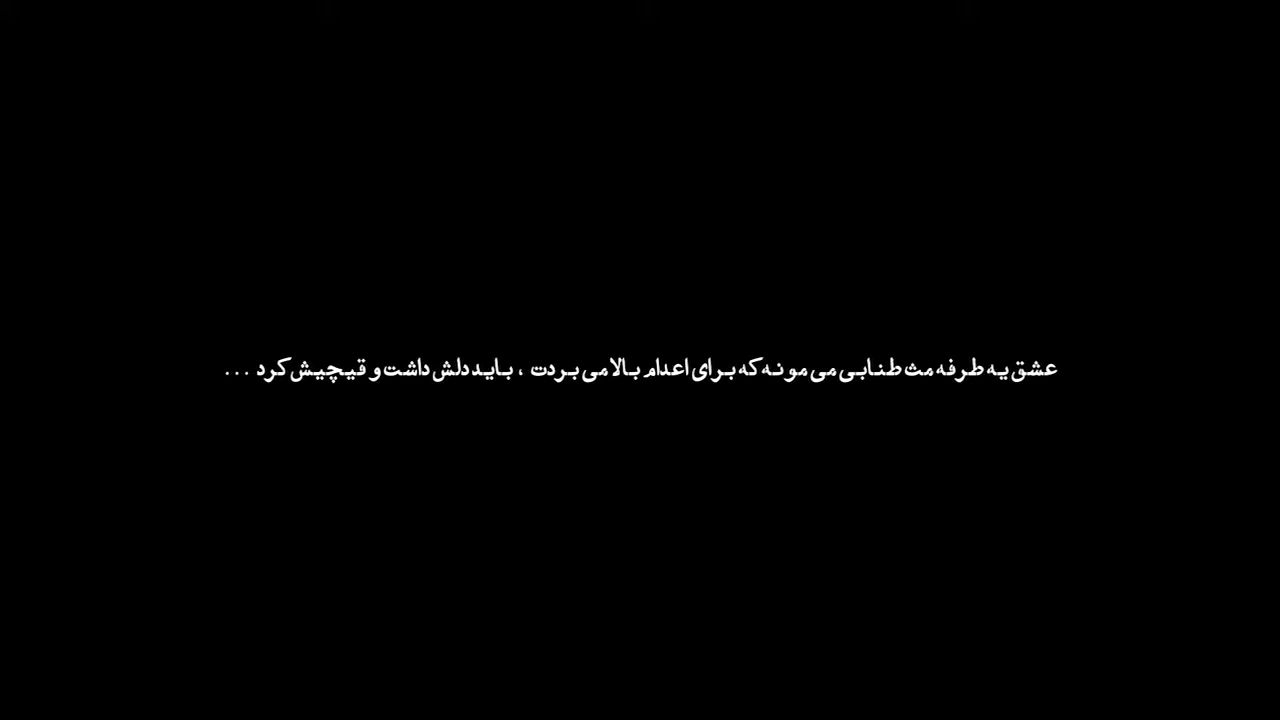 عشق یه طرفه مث طنابی می مونه که برای اعدام بالا می بردت ، باید دلش داشت و قیچیش کرد ...